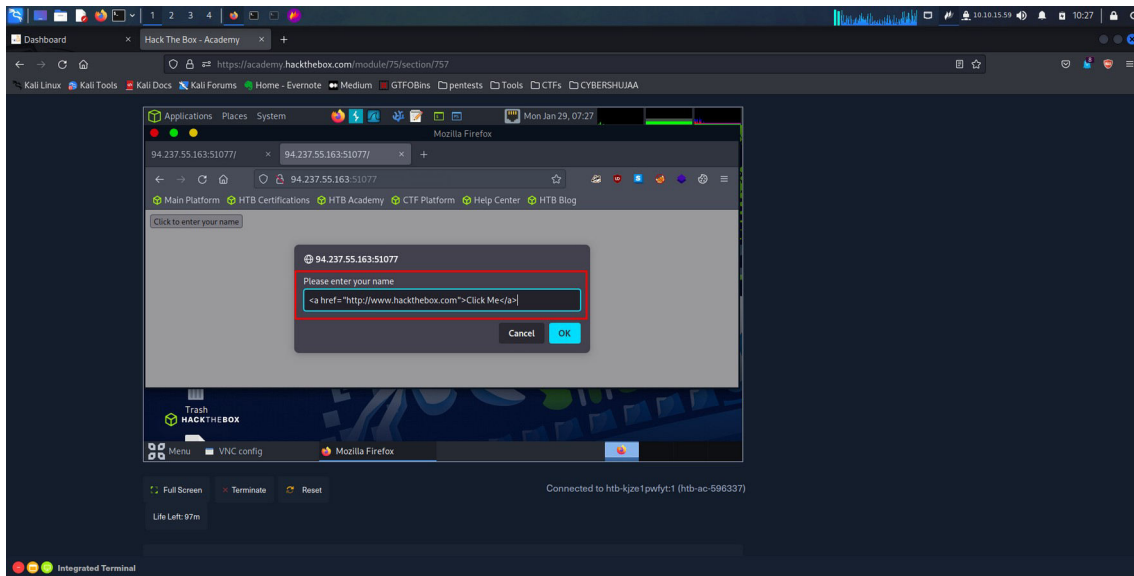 1 2 3 4
10.10.15.59
10:27
Dashboard
Hack The Box - Academy
https://academy.hackthebox.com/module/75/section/757
Kali Linux Kali Tools Kali Docs Kali Forums Home - Evernote Medium GTFOBins pentests Tools CTFs CYBERSHUJAA
Applications Places System Mon Jan 29, 07:27
Mozilla Firefox
94.237.55.163:51077/ 94.237.55.163:51077/
94.237.55.163:51077
Main Platform HTB Certifications HTB Academy CTF Platform Help Center HTB Blog
Click to enter your name
94.237.55.163:51077
Please enter your name
<a href="http://www.hackthebox.com">Click Me</a>
Cancel OK
Trash
HACKTHEBOX
Menu VNC config Mozilla Firefox
Full Screen Terminate Reset Connected to htb-kjze1pwfyt:1 (htb-ac-596337)
Life Left: 97m
Integrated Terminal